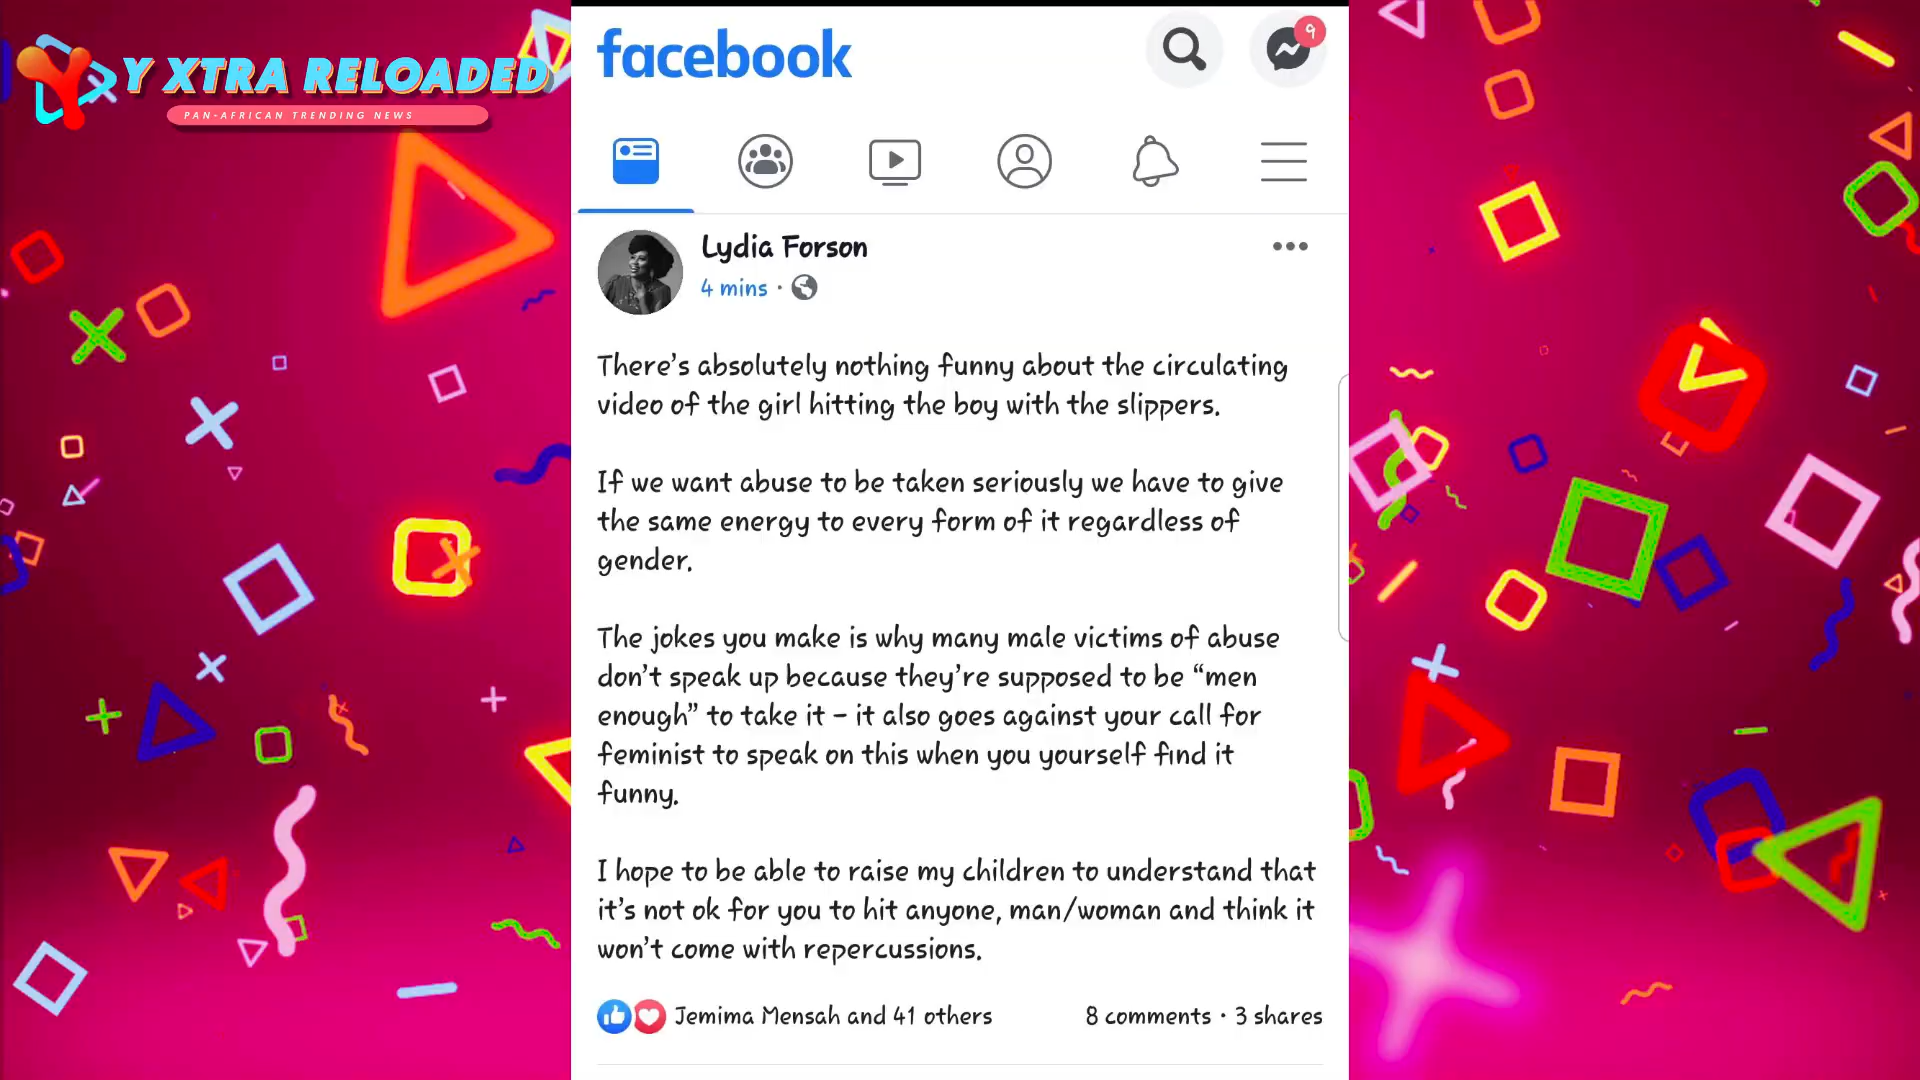 Y XTRA RELOADED
PAN-AFRICAN TRENDING NEWS
facebook
9
Lydia Forson
4 mins ·
There's absolutely nothing funny about the circulating
video of the girl hitting the boy with the slippers.
If we want abuse to be taken seriously we have to give
the same energy to every form of it regardless of
gender.
The jokes you make is why many male victims of abuse
don't speak up because they're supposed to be “men
enough” to take it – it also goes against your call for
feminist to speak on this when you yourself find it
funny.
I hope to be able to raise my children to understand that
it's not ok for you to hit anyone, man/woman and think it
won't come with repercussions.
Jemima Mensah and 41 others
8 comments · 3 shares